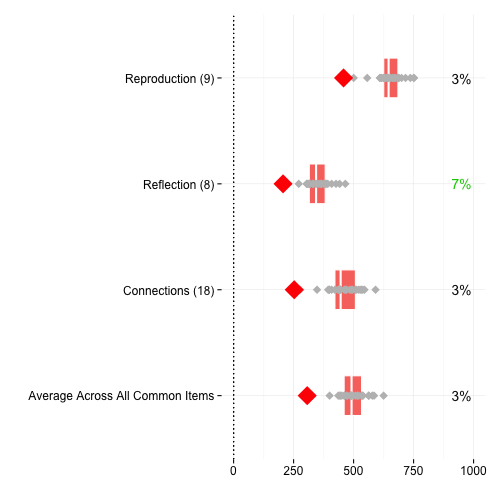 Reproduction (9) 3%
Reflection (8) 7%
Connections (18) 3%
Average Across All Common Items 3%
0 250 500 750 1000